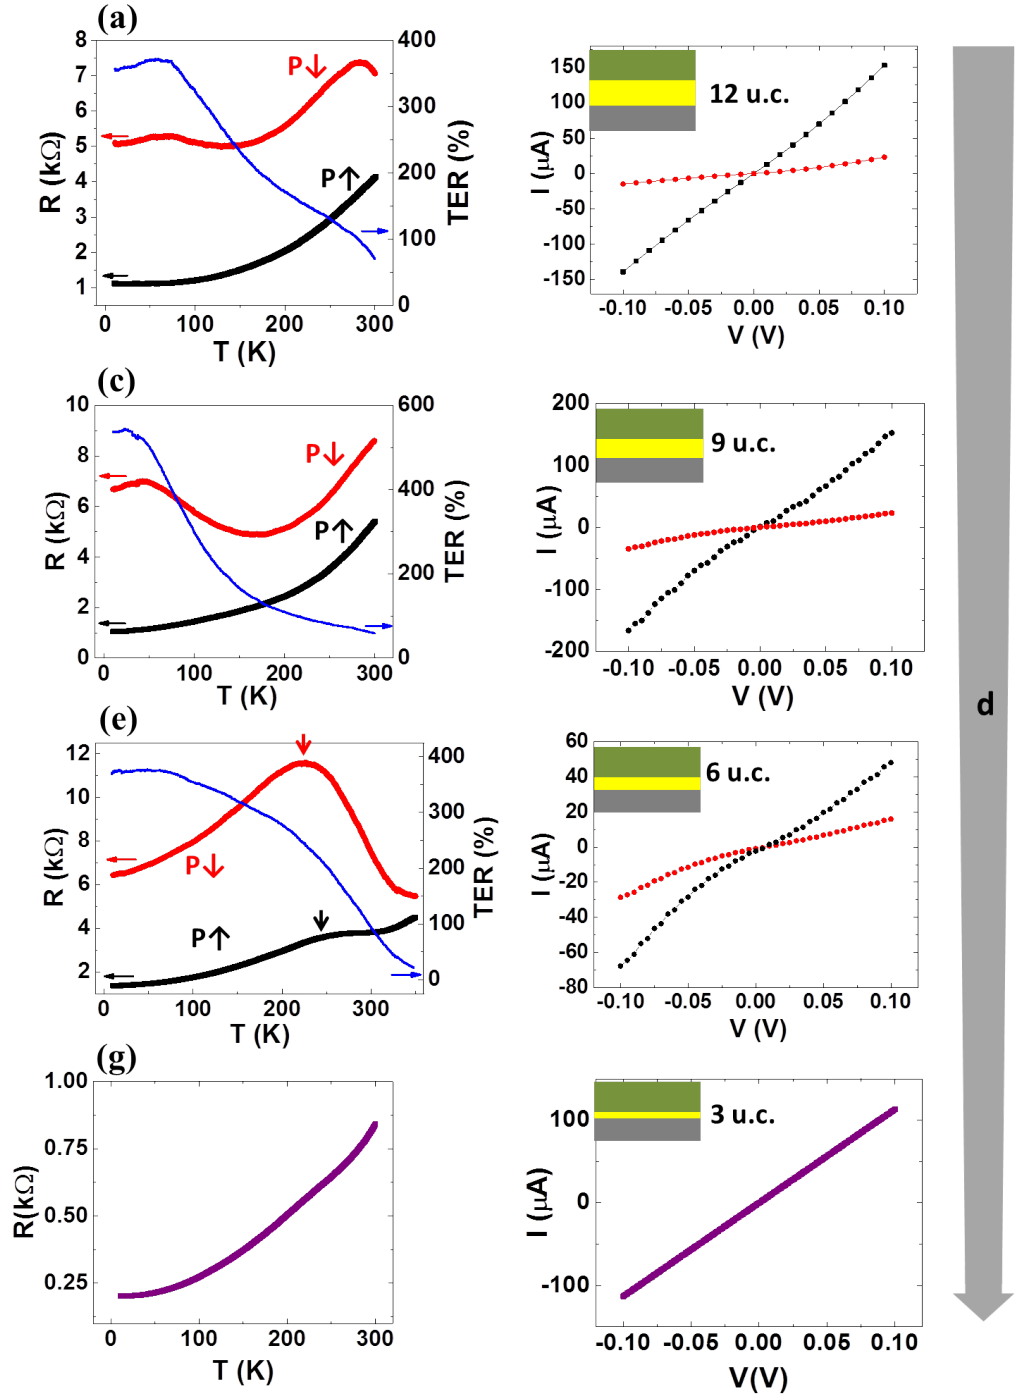 (a)
8
7
6
5
4
3
2
1
R (kΩ)
P↓
P↑
400
300
200
100
0
TER (%)
0 100 200 300
T (K)
12 u.c.
150
100
50
0
-50
-100
-150
I (μA)
-0.10 -0.05 0.00 0.05 0.10
V (V)
(c)
10
8
6
4
2
0
R (kΩ)
P↓
P↑
600
400
200
0
TER (%)
0 100 200 300
T (K)
9 u.c.
200
100
0
-100
-200
I (μA)
-0.10 -0.05 0.00 0.05 0.10
V (V)
d
(e)
12
10
8
6
4
2
R (kΩ)
P↓
P↑
400
300
200
100
0
TER (%)
0 100 200 300
T (K)
6 u.c.
60
40
20
0
-20
-40
-60
-80
I (μA)
-0.10 -0.05 0.00 0.05 0.10
V (V)
(g)
1.00
0.75
0.50
0.25
R(kΩ)
0 100 200 300
T (K)
3 u.c.
100
0
-100
I (μA)
-0.10 -0.05 0.00 0.05 0.10
V(V)